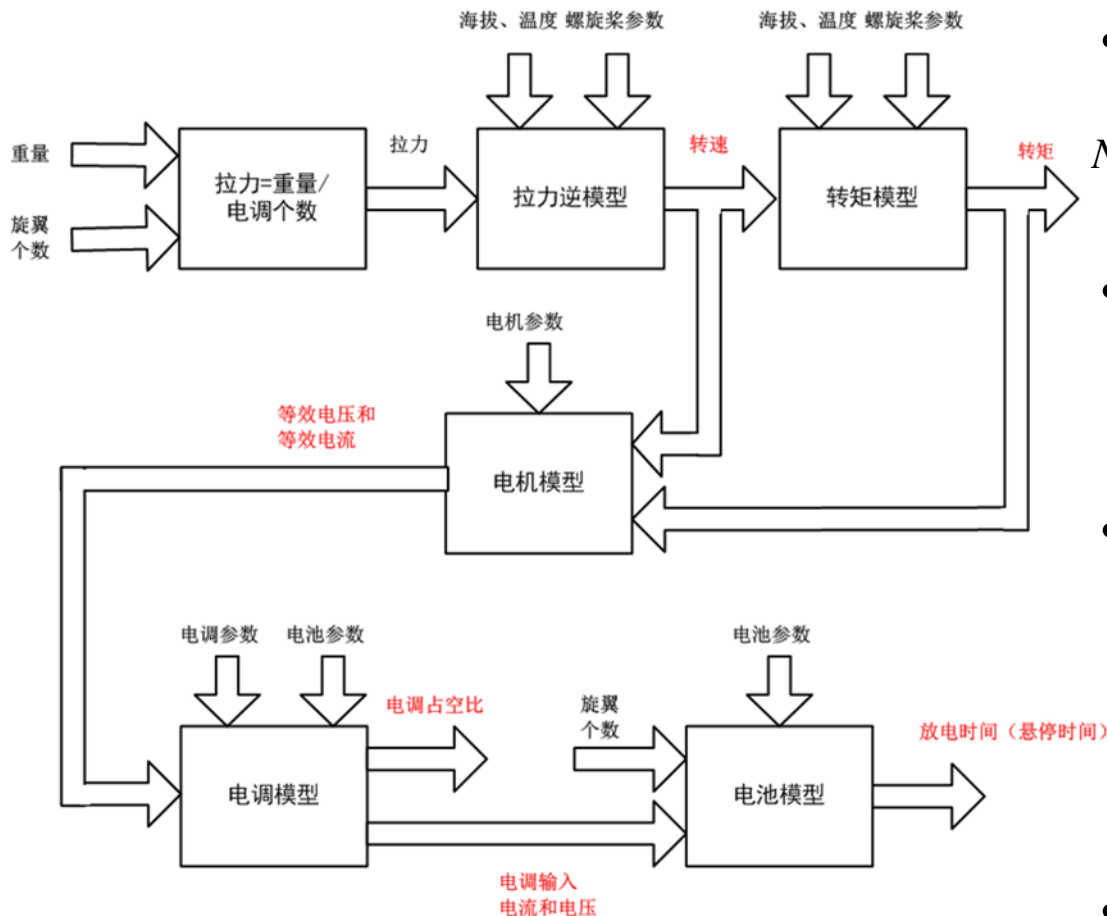 海拔、温度 螺旋桨参数
海拔、温度 螺旋桨参数
重量
旋翼
个数
拉力=重量/
电调个数
拉力
拉力逆模型
转速
转矩模型
转矩
N
电机参数
等效电压和
等效电流
电机模型
电调参数
电池参数
电池参数
电调占空比
旋翼
个数
放电时间（悬停时间）
电调模型
电池模型
电调输入
电流和电压